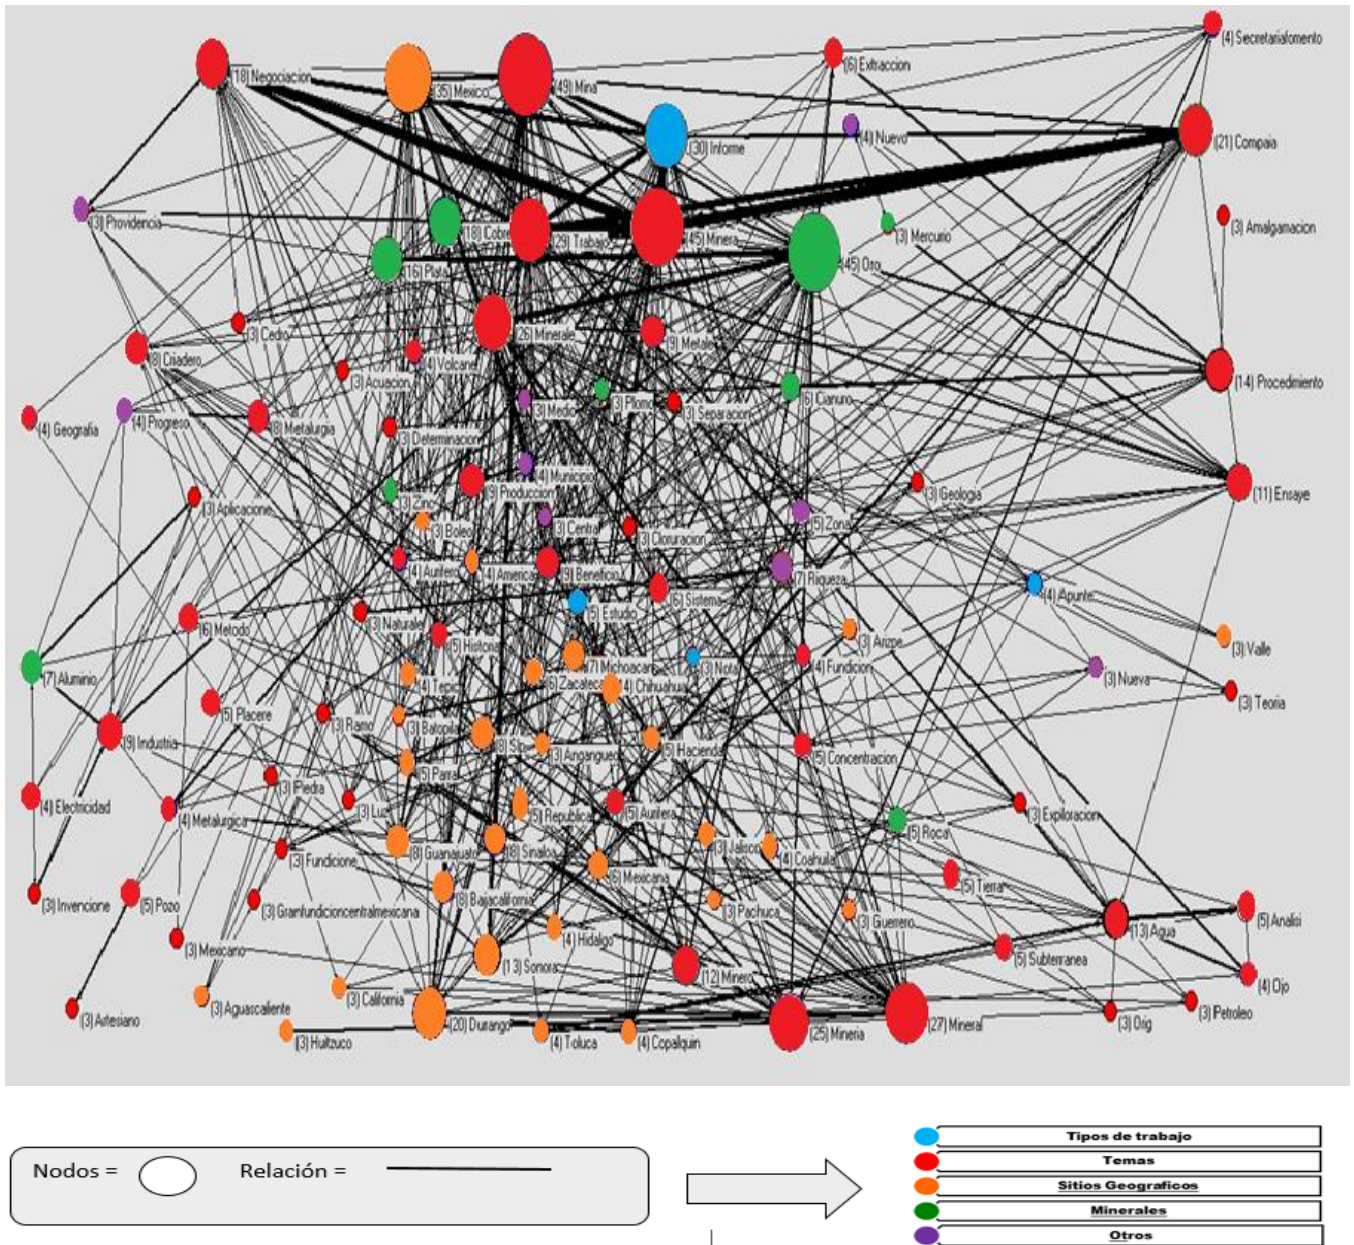 (4) Secretariafomento
(18) Negociacion
(35) Mexico
(49) Mina
(6) Extraccion
(4) Nuevo
(30) Informe
(21) Compaia
(3) Providencia
(18) Cobre
(29) Trabajo
(45) Minera
(3) Mercurio
(3) Amalgamacion
(16) Plata
(45) Oro
(3) Cedro
(26) Minerale
(9) Metale
(8) Criadero
(4) Volcane
(3) Acuacion
(6) Cianuro
(14) Procedimiento
(3) Medio
(3) Plomo
(3) Separacion
(4) Geografia
(4) Progreso
(8) Metalurgia
(3) Determinacion
(4) Municipio
(9) Produccion
(3) Geologia
(11) Ensaye
(3) Aplicacione
(3) Zinc
(3) Boleo
(3) Central
(3) Cloruracion
(5) Zona
(4) Aurifero
(4) America
(9) Beneficio
(7) Riqueza
(6) Sistema
(4) Apunte
(5) Estudio
(6) Metodo
(3) Naturale
(5) Historia
(3) Arizpe
(3) Valle
(7) Aluminio
(4) Tepic
(6) Zacateca
(7) Michoacan
(3) Nota
(4) Fundicion
(3) Nueva
(14) Chihuahua
(3) Teoria
(5) Placere
(3) Ramo
(3) Batopila
(9) Industria
(8) Slp
(3) Angangueo
(5) Hacienda
(5) Concentracion
(3) Piedra
(5) Parral
(4) Electricidad
(4) Metalurgica
(3) Luz
(5) Republica
(5) Aurifera
(3) Exploracion
(5) Roca
(3) Fundicione
(8) Guanajuato
(8) Sinaloa
(3) Jalisco
(4) Coahuila
(6) Mexicana
(5) Tierra
(3) Invencione
(5) Pozo
(3) Granfundicioncentralmexicana
(8) Bajacalifornia
(3) Pachuca
(3) Guerrero
(5) Analisi
(13) Agua
(3) Mexicano
(4) Hidalgo
(13) Sonora
(12) Minero
(5) Subterranea
(4) Ojo
(3) Artesiano
(3) Aguascaliente
(3) California
(20) Durango
(3) Huitzuco
(4) Toluca
(4) Copalquin
(25) Mineria
(27) Mineral
(3) Orig
(3) Petroleo
Nodos =
Relación =
Tipos de trabajo
Temas
Sitios Geograficos
Minerales
Otros